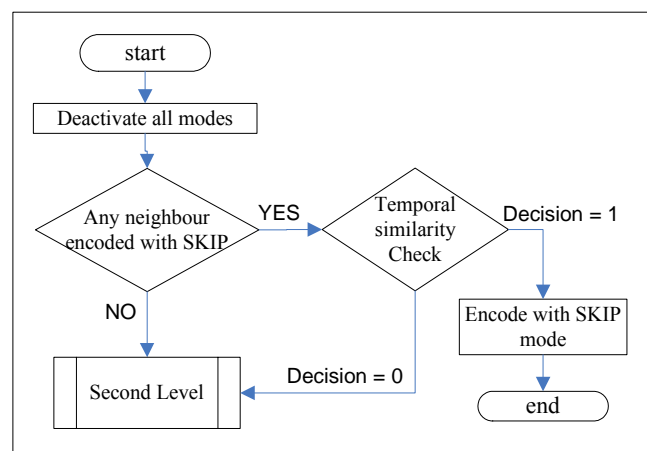 start
Deactivate all modes
Any neighbour
encoded with SKIP
YES
Temporal
similarity
Check
Decision = 1
NO
Encode with SKIP
mode
Second Level
Decision = 0
end